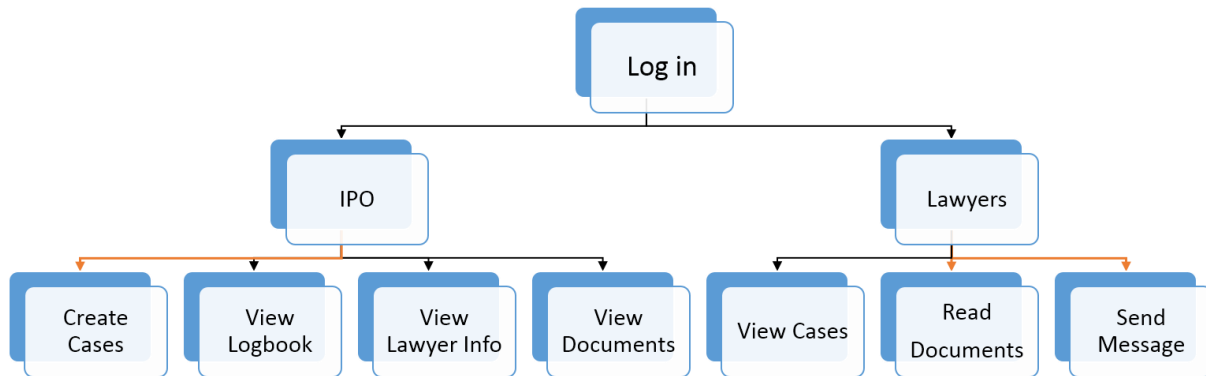 Log in
IPO
Lawyers
Create
Cases
View
Logbook
View
Lawyer Info
View
Documents
View Cases
Read
Documents
Send
Message